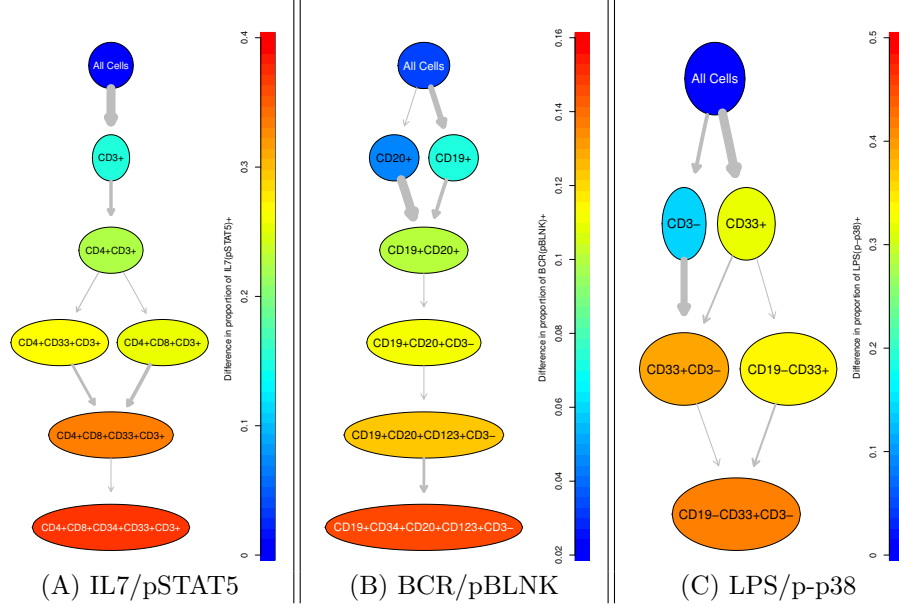 All Cells
CD3+
CD4+CD3+
CD4+CD33+CD3+
CD4+CD8+CD3+
CD4+CD8+CD33+CD3+
CD4+CD8+CD34+CD33+CD3+
Difference in proportion of IL7(pSTAT5)+
0.4
0.3
0.2
0.1
0
(A) IL7/pSTAT5
All Cells
CD20+
CD19+
CD19+CD20+
CD19+CD20+CD3−
CD19+CD20+CD123+CD3−
CD19+CD34+CD20+CD123+CD3−
Difference in proportion of BCR(pBLNK)+
0.16
0.14
0.12
0.1
0.08
0.06
0.04
0.02
(B) BCR/pBLNK
All Cells
CD3−
CD33+
CD33+CD3−
CD19−CD33+
CD19−CD33+CD3−
Difference in proportion of LPS(p−p38)+
0.5
0.4
0.3
0.2
0.1
0
(C) LPS/p-p38